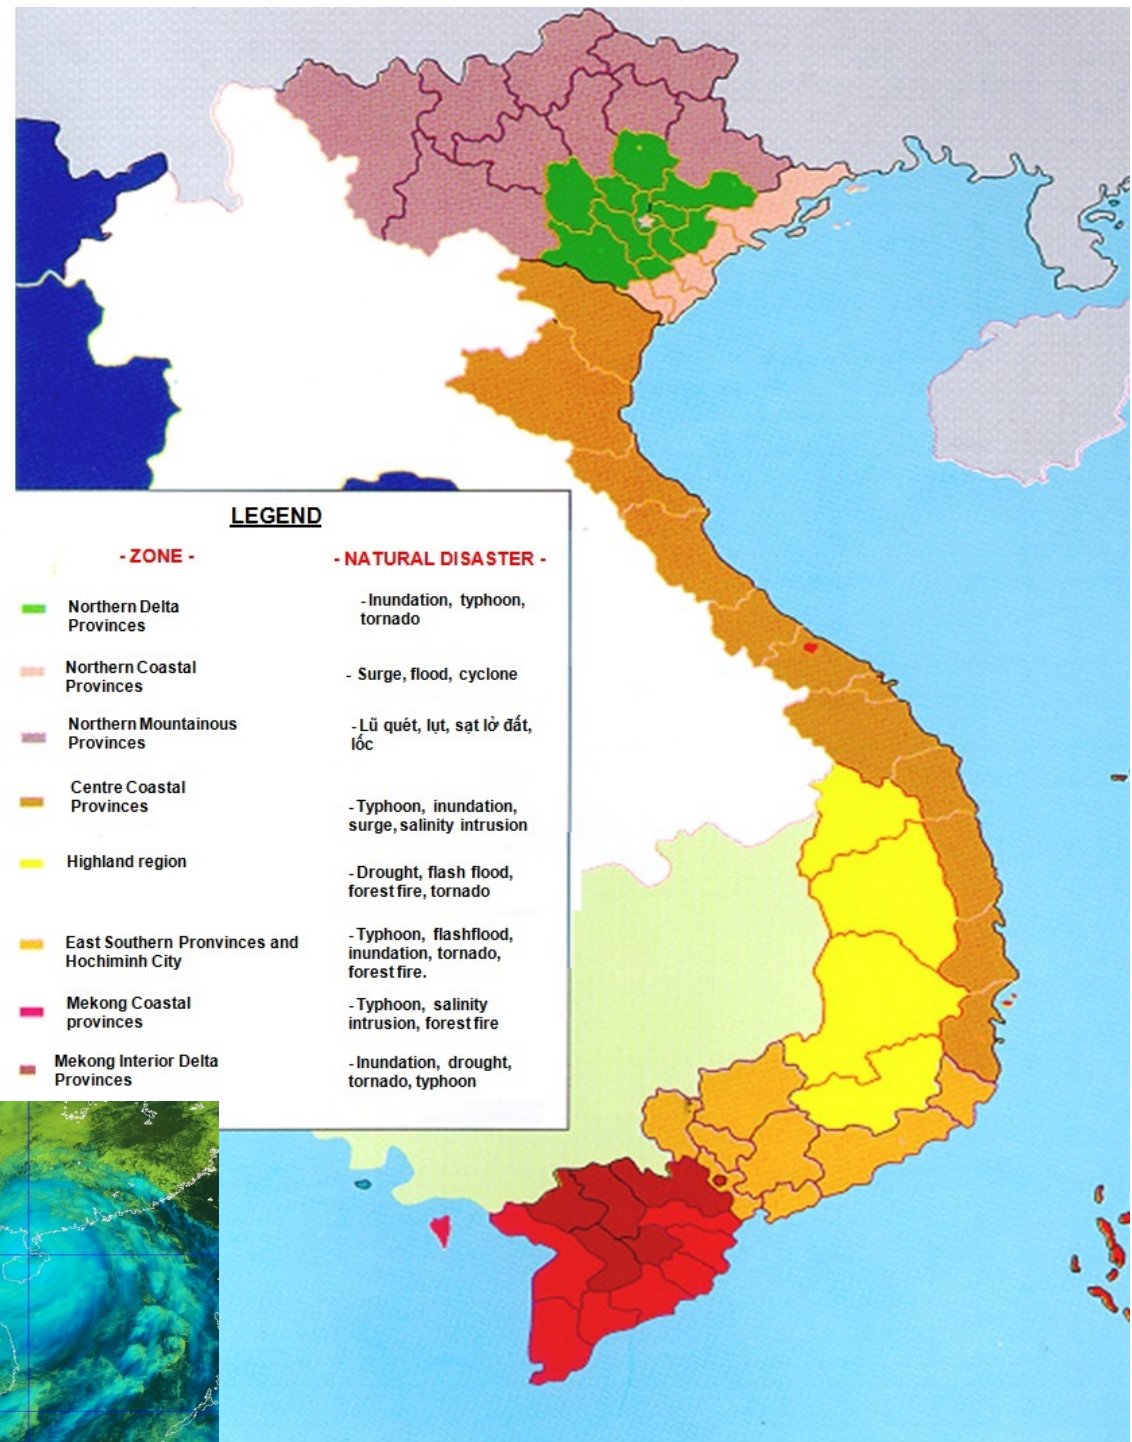 LEGEND
- ZONE -
- NATURAL DISASTER -
Northern Delta
Provinces
- Inundation, typhoon,
tornado
Northern Coastal
Provinces
- Surge, flood, cyclone
Northern Mountainous
Provinces
- Lũ quét, lụt, sạt lở đất,
lốc
Centre Coastal
Provinces
- Typhoon, inundation,
surge, salinity intrusion
Highland region
- Drought, flash flood,
forest fire, tornado
East Southern Pronvinces and
Hochiminh City
- Typhoon, flashflood,
inundation, tornado,
forest fire.
Mekong Coastal
provinces
- Typhoon, salinity
intrusion, forest fire
Mekong Interior Delta
Provinces
- Inundation, drought,
tornado, typhoon